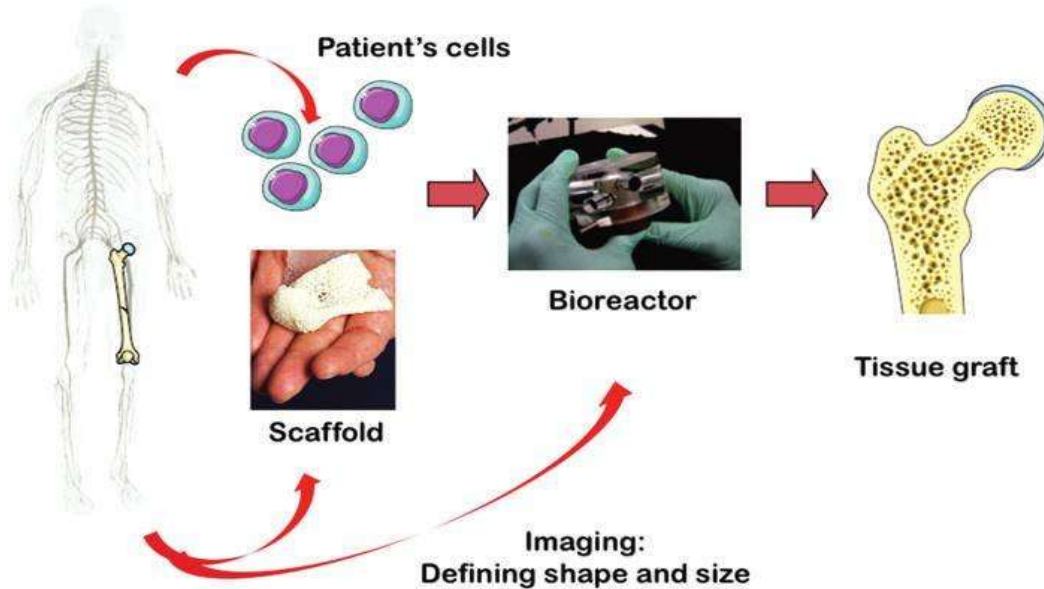 Patient's cells
Bioreactor
Scaffold
Tissue graft
Imaging:
Defining shape and size